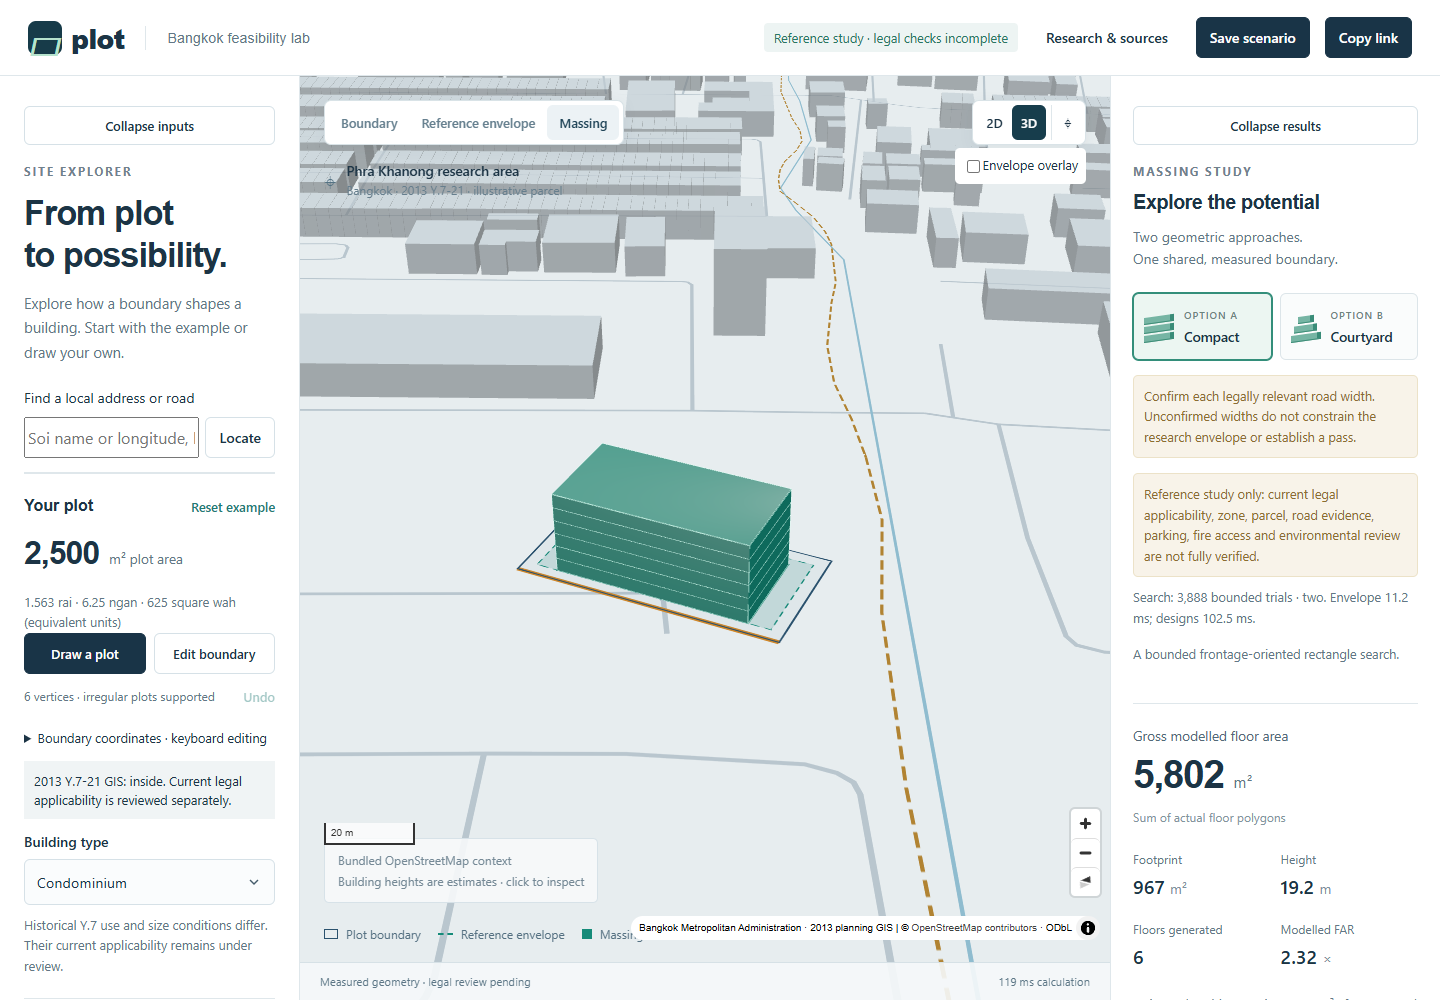 plot
Bangkok feasibility lab
Reference study · legal checks incomplete
Research & sources
Save scenario
Copy link
Collapse inputs
SITE EXPLORER
From plot
to possibility.
Explore how a boundary shapes a
building. Start with the example or
draw your own.
Find a local address or road
Soi name or longitude,
Locate
Your plot
Reset example
2,500 m² plot area
1.563 rai · 6.25 ngan · 625 square wah
(equivalent units)
Draw a plot
Edit boundary
6 vertices · irregular plots supported
Undo
Boundary coordinates · keyboard editing
2013 Y.7-21 GIS: inside. Current legal
applicability is reviewed separately.
Building type
Condominium
Historical Y.7 use and size conditions differ.
Their current applicability remains under
review.
Boundary
Reference envelope
Massing
Phra Khanong research area
Bangkok · 2013 Y.7-21 · illustrative parcel
2D
3D
Envelope overlay
20 m
Bundled OpenStreetMap context
Building heights are estimates · click to inspect
Plot boundary
Reference envelope
Massing
Bangkok Metropolitan Administration · 2013 planning GIS | © OpenStreetMap contributors · ODbL
Measured geometry · legal review pending
119 ms calculation
Collapse results
MASSING STUDY
Explore the potential
Two geometric approaches.
One shared, measured boundary.
OPTION A
Compact
OPTION B
Courtyard
Confirm each legally relevant road width.
Unconfirmed widths do not constrain the
research envelope or establish a pass.
Reference study only: current legal
applicability, zone, parcel, road evidence,
parking, fire access and environmental review
are not fully verified.
Search: 3,888 bounded trials · two. Envelope 11.2
ms; designs 102.5 ms.
A bounded frontage-oriented rectangle search.
Gross modelled floor area
5,802 m²
Sum of actual floor polygons
Footprint
967 m²
Height
19.2 m
Floors generated
6
Modelled FAR
2.32 ×